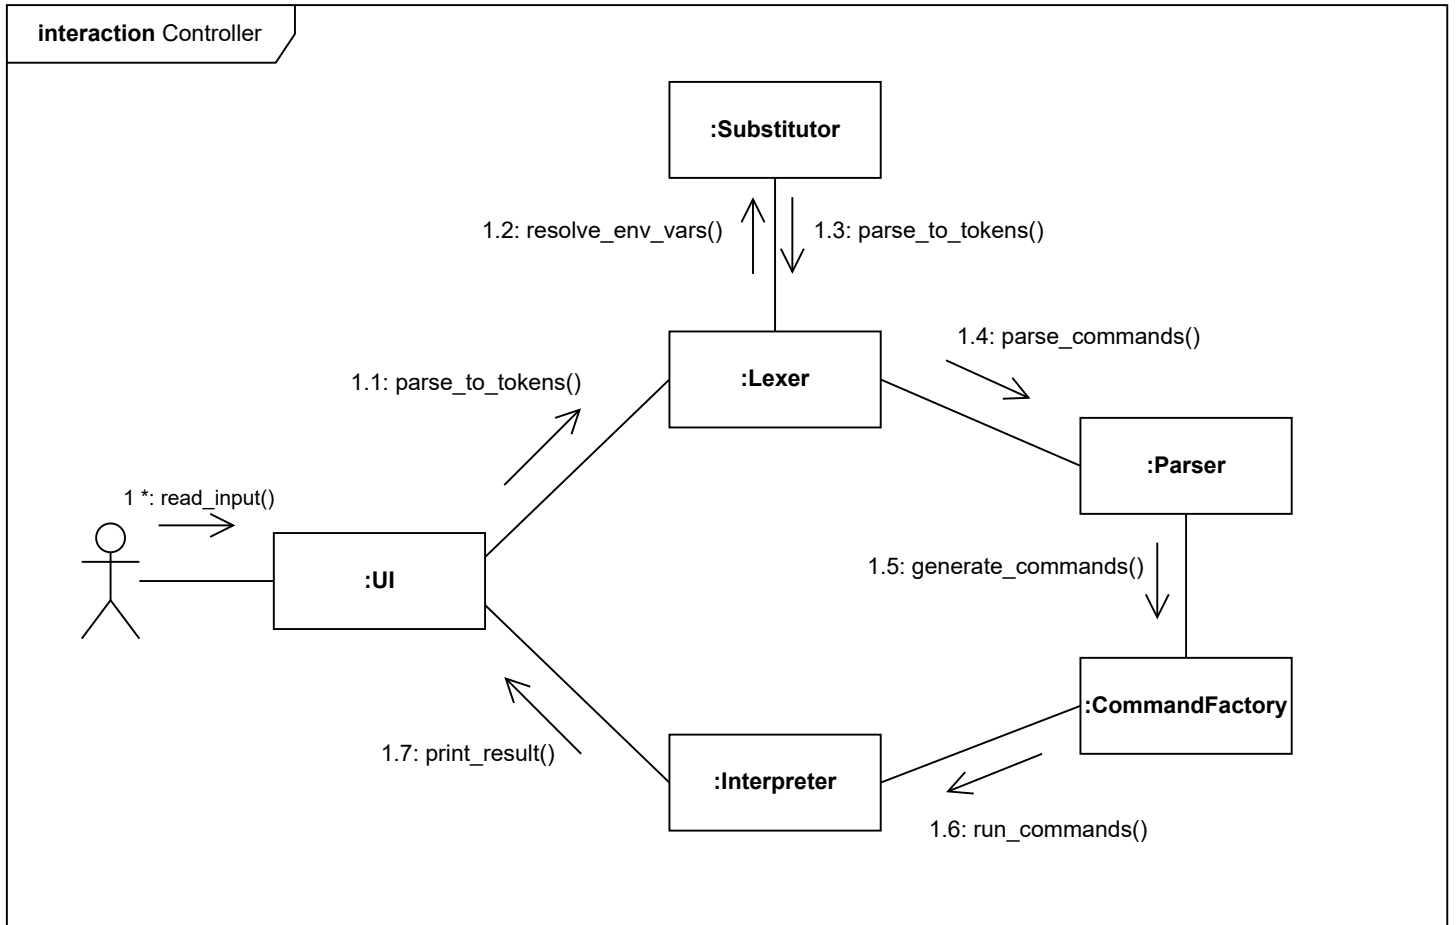 interaction Controller
:Substitutor
1.2: resolve_env_vars()
1.3: parse_to_tokens()
1.4: parse_commands()
:Lexer
1.1: parse_to_tokens()
:Parser
1 *: read_input()
1.5: generate_commands()
:UI
:CommandFactory
1.7: print_result()
:Interpreter
1.6: run_commands()